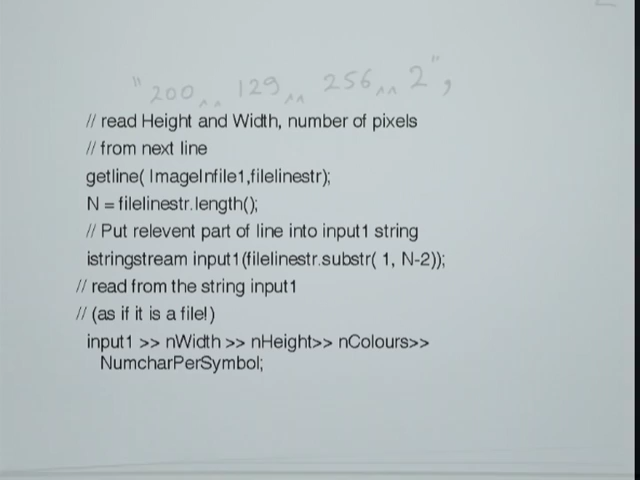 "200^^ 129^^ 256^^ 2",
// read Height and Width, number of pixels
// from next line
getline( ImageInfile1,filelinestr);
N = filelinestr.length();
// Put relevent part of line into input1 string
istringstream input1(filelinestr.substr( 1, N-2));
// read from the string input1
// (as if it is a file!)
input1 >> nWidth >> nHeight>> nColours>>
NumcharPerSymbol;